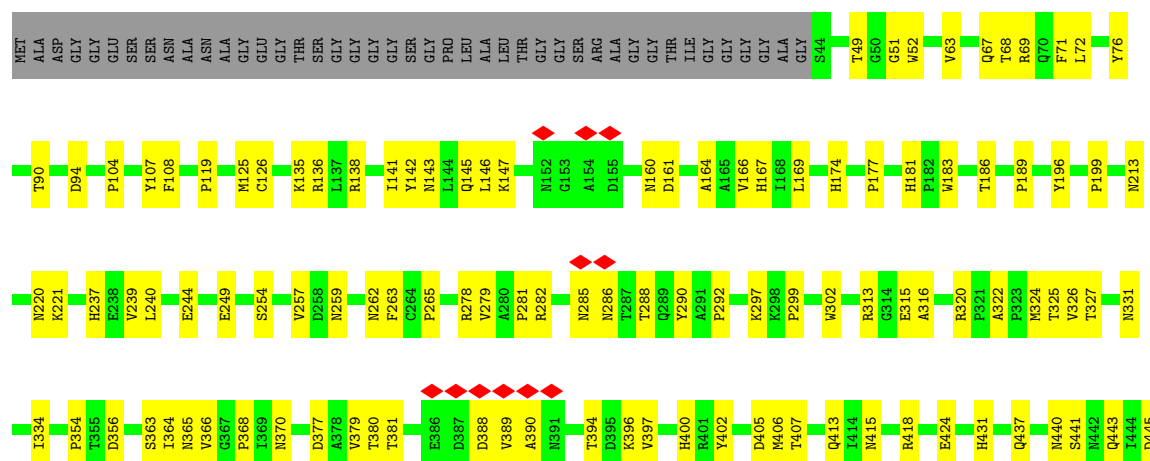 MET ALA ASP GLY GLY GLU SER SER ASN ALA ASN ALA GLY GLU GLY THR SER GLY GLY GLY GLY SER GLY PRO LEU ALA LEU THR GLY GLY SER ARG ALA GLY GLY THR ILE GLY GLY GLY GLY ALA GLY S44 T49 G50 G51 W52 V63 Q67 T68 R69 Q70 F71 L72 Y76
T90 D94 P104 Y107 F108 P119 M125 C126 K135 R136 L137 R138 I141 Y142 N143 L144 Q145 L146 K147 N152 G153 A154 D155 N160 D161 A164 A165 V166 H167 I168 L169 H174 P177 H181 P182 W183 T186 P189 Y196 P199 N213
N220 K221 H237 E238 V239 L240 E244 E249 S254 V257 D258 N259 N262 F263 C264 P265 R278 V279 A280 P281 R282 N285 N286 T287 T288 Q289 Y290 A291 P292 K297 K298 P299 W302 R313 G314 E315 A316 R320 P321 A322 P323 M324 T325 V326 T327 N331
I334 P354 T355 D356 S363 I364 N365 V366 G367 P368 I369 N370 D377 A378 V379 T380 T381 E386 D387 D388 V389 A390 N391 T394 D395 K396 V397 H400 R401 Y402 D405 M406 T407 Q413 I414 N415 R418 E424 H431 Q437 N440 S441 N442 Q443 I444 D445